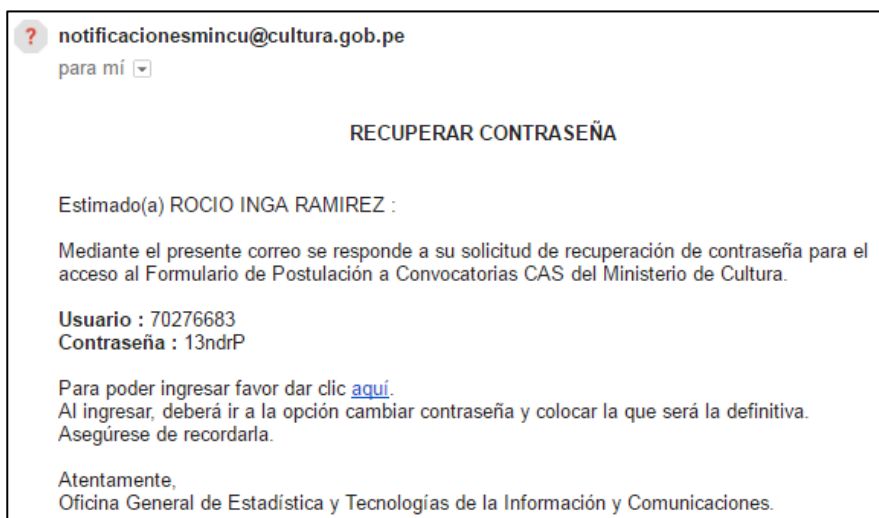 ?
notificacionesmincu@cultura.gob.pe
para mí
RECUPERAR CONTRASEÑA
Estimado(a) ROCIO INGA RAMIREZ :
Mediante el presente correo se responde a su solicitud de recuperación de contraseña para el
acceso al Formulario de Postulación a Convocatorias CAS del Ministerio de Cultura.
Usuario : 70276683
Contraseña : 13ndrP
Para poder ingresar favor dar clic aquí.
Al ingresar, deberá ir a la opción cambiar contraseña y colocar la que será la definitiva.
Asegúrese de recordarla.
Atentamente,
Oficina General de Estadística y Tecnologías de la Información y Comunicaciones.